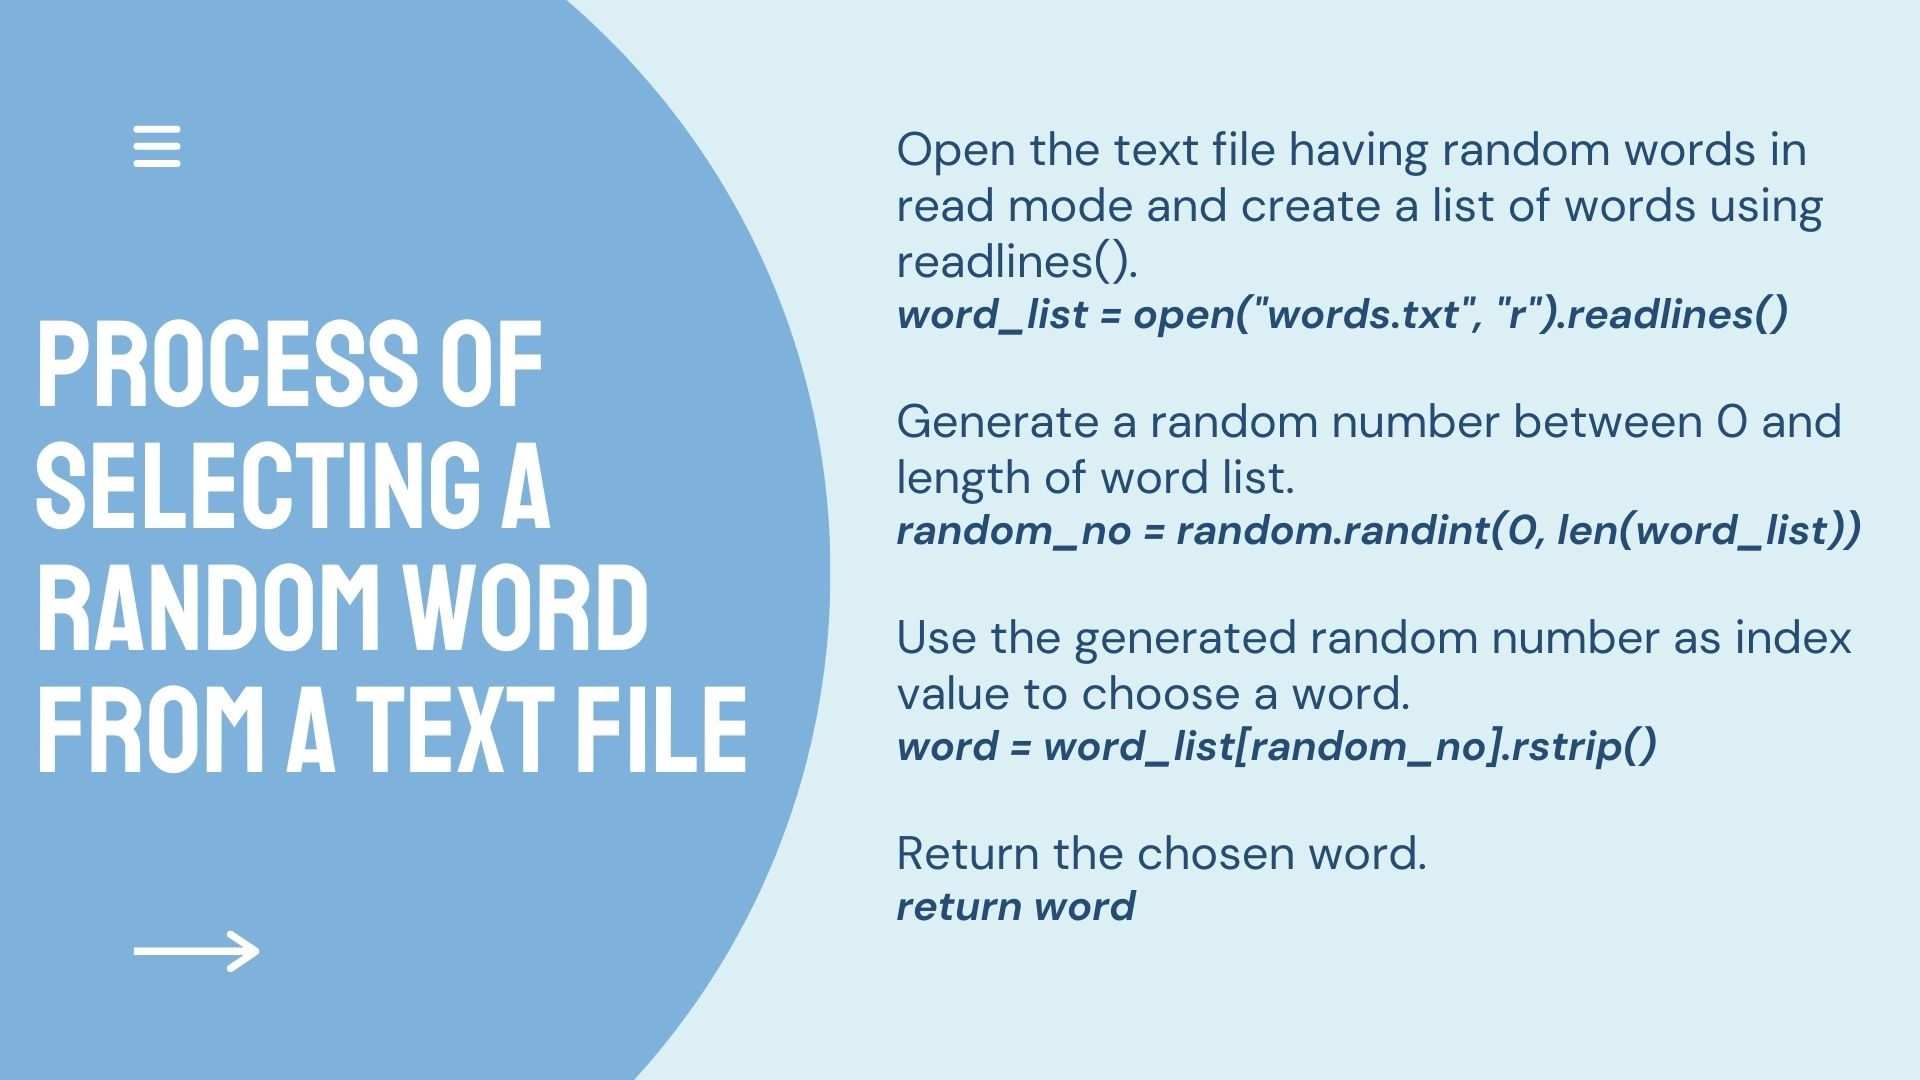 PROCESS OF
SELECTING A
RANDOM WORD
FROM A TEXT FILE
Open the text file having random words in
read mode and create a list of words using
readlines().
word_list = open("words.txt", "r").readlines()
Generate a random number between 0 and
length of word list.
random_no = random.randint(0, len(word_list))
Use the generated random number as index
value to choose a word.
word = word_list[random_no].rstrip()
Return the chosen word.
return word